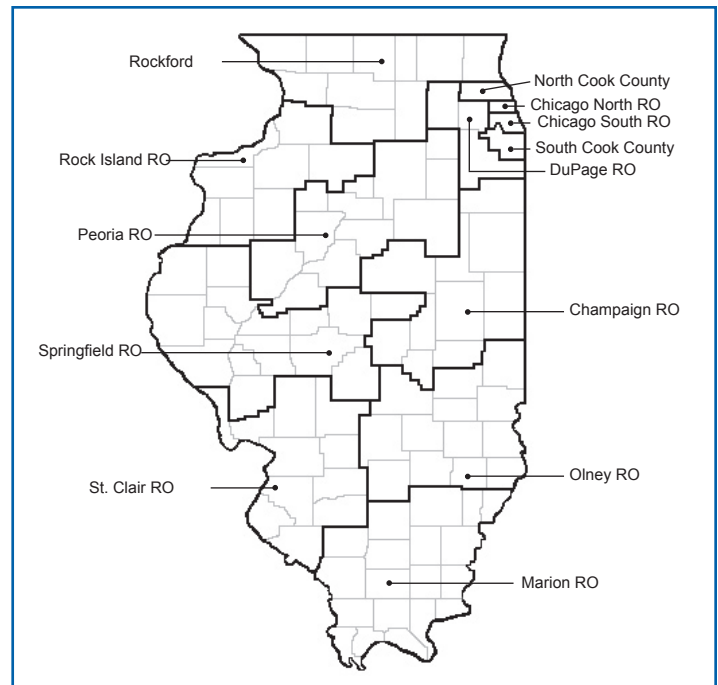 Rockford
North Cook County
Chicago North RO
Chicago South RO
South Cook County
DuPage RO
Rock Island RO
Peoria RO
Champaign RO
Springfield RO
Olney RO
St. Clair RO
Marion RO